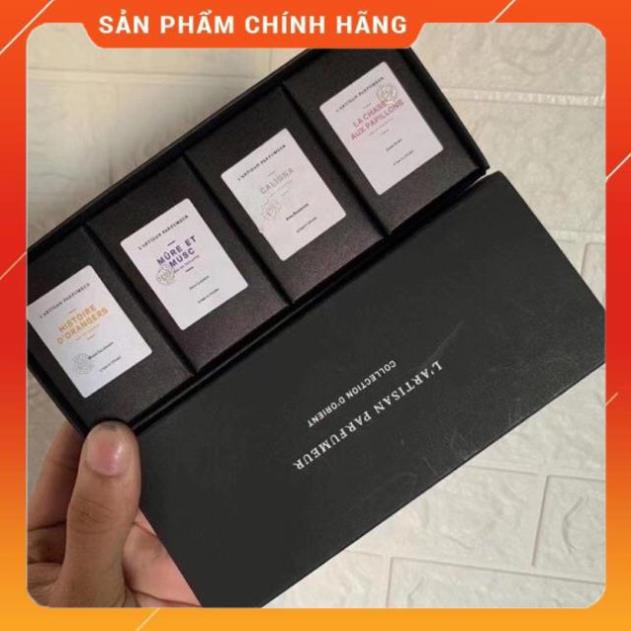 SẢN PHẨM CHÍNH HÃNG
L'ARTISAN PARFUMEUR
LA CHASSE
AUX PAPILLONS
L'ARTISAN PARFUMEUR
CALIGNA
L'ARTISAN PARFUMEUR
MÛRE ET
MUSC
L'ARTISAN PARFUMEUR
HISTOIRE
D'ORANGERS
L'ARTISAN PARFUMEUR
COLLECTION D'ORIENT